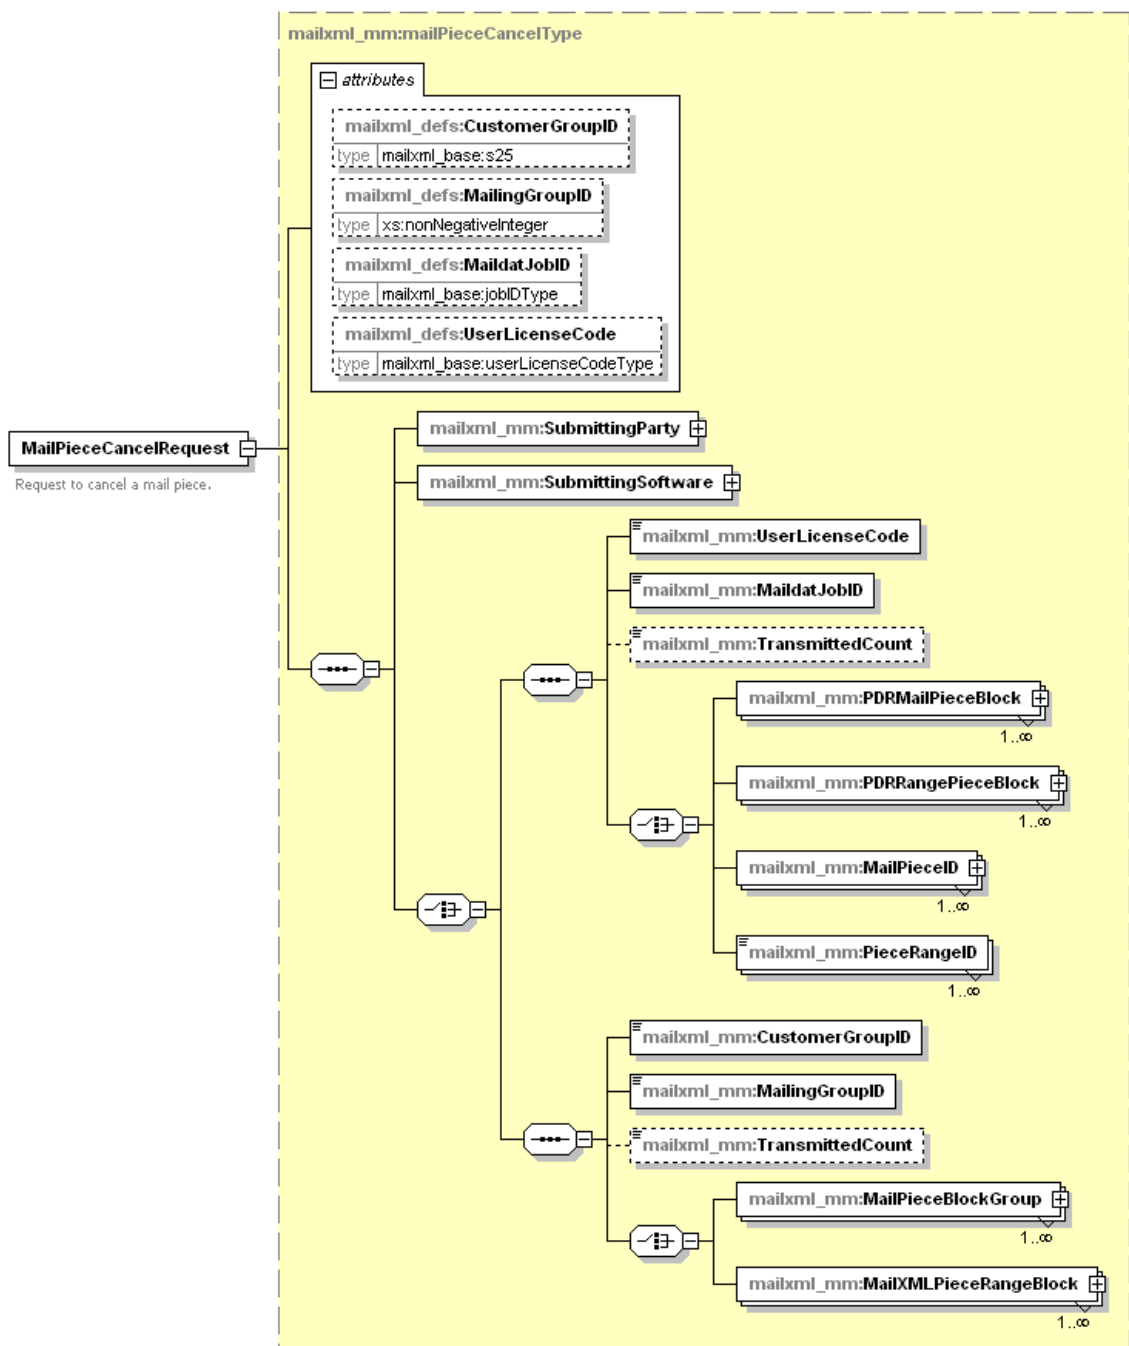 mailxml_mm:mailPieceCancelType
attributes
mailxml_defs:CustomerGroupID
type mailxml_base:s25
mailxml_defs:MailingGroupID
type xs:nonNegativeInteger
mailxml_defs:MaildatJobID
type mailxml_base:jobIDType
mailxml_defs:UserLicenseCode
type mailxml_base:userLicenseCodeType
MailPieceCancelRequest
Request to cancel a mail piece.
mailxml_mm:SubmittingParty
mailxml_mm:SubmittingSoftware
mailxml_mm:UserLicenseCode
mailxml_mm:MaildatJobID
mailxml_mm:TransmittedCount
mailxml_mm:PDRMailPieceBlock
1..∞
mailxml_mm:PDRRangePieceBlock
1..∞
mailxml_mm:MailPieceID
1..∞
mailxml_mm:PieceRangeID
1..∞
mailxml_mm:CustomerGroupID
mailxml_mm:MailingGroupID
mailxml_mm:TransmittedCount
mailxml_mm:MailPieceBlockGroup
1..∞
mailxml_mm:MailXMLPieceRangeBlock
1..∞